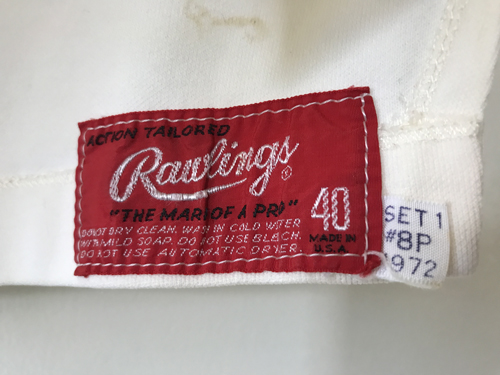 ACTION TAILORED
Rawlings ®
"THE MARK OF A PRO"
40
DO NOT DRY CLEAN. WASH IN COLD WATER
WITH MILD SOAP. DO NOT USE BLECH.
DO NOT USE AUTOMATIC DRYER.
MADE IN
U.S.A.
SET 1
#8P
1972